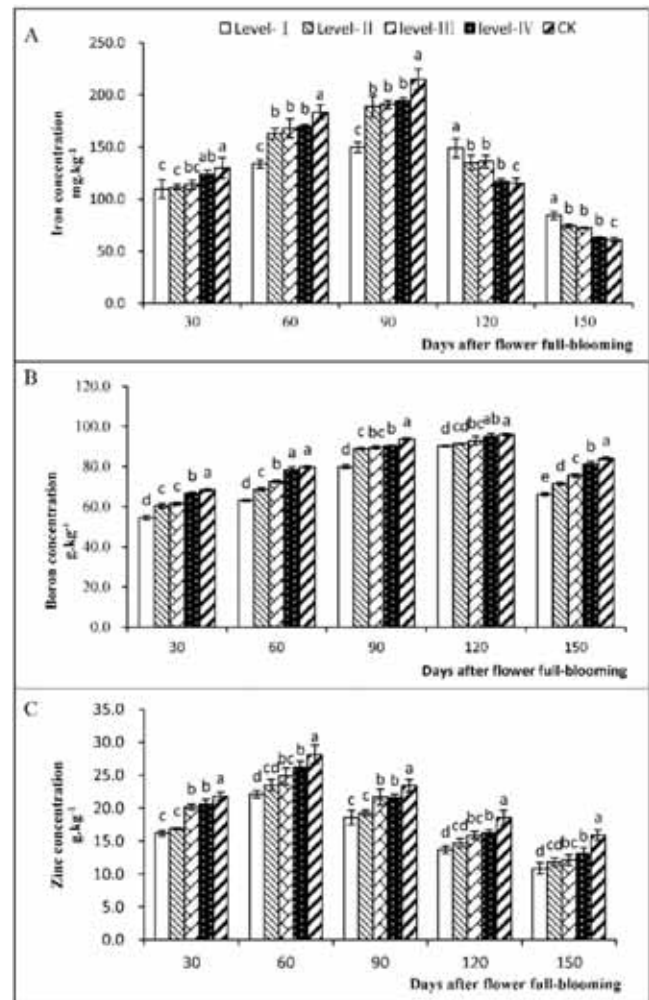 A
Level- I Level-II level-III level-IV CK
250.0
200.0
150.0
100.0
50.0
0.0
Iron concentration
mg.kg-1
c c bc ab a
c b b b a
c b b b a
a b b b c
a b b b c
30 60 90 120 150
Days after flower full-blooming
B
120.0
100.0
80.0
60.0
40.0
20.0
0.0
Boron concentration
g.kg-1
d c c b a
d c b a a
d c bc b a
d cd bc ab a
e d c b a
30 60 90 120 150
Days after flower full-blooming
C
35.0
30.0
25.0
20.0
15.0
10.0
5.0
0.0
Zinc concentration
g.kg-1
c c b b a
d cd bc b a
c c b b a
d cd bc b a
d cd bc b a
30 60 90 120 150
Days after flower full-blooming